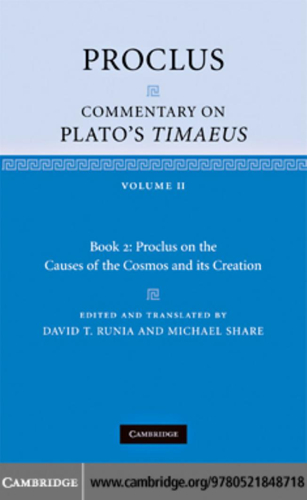 PROCLUS
COMMENTARY ON
PLATO'S TIMAEUS
VOLUME II
Book 2: Proclus on the
Causes of the Cosmos and its Creation
EDITED AND TRANSLATED BY
DAVID T. RUNIA AND MICHAEL SHARE
CAMBRIDGE
CAMBRIDGE www.cambridge.org/9780521848718